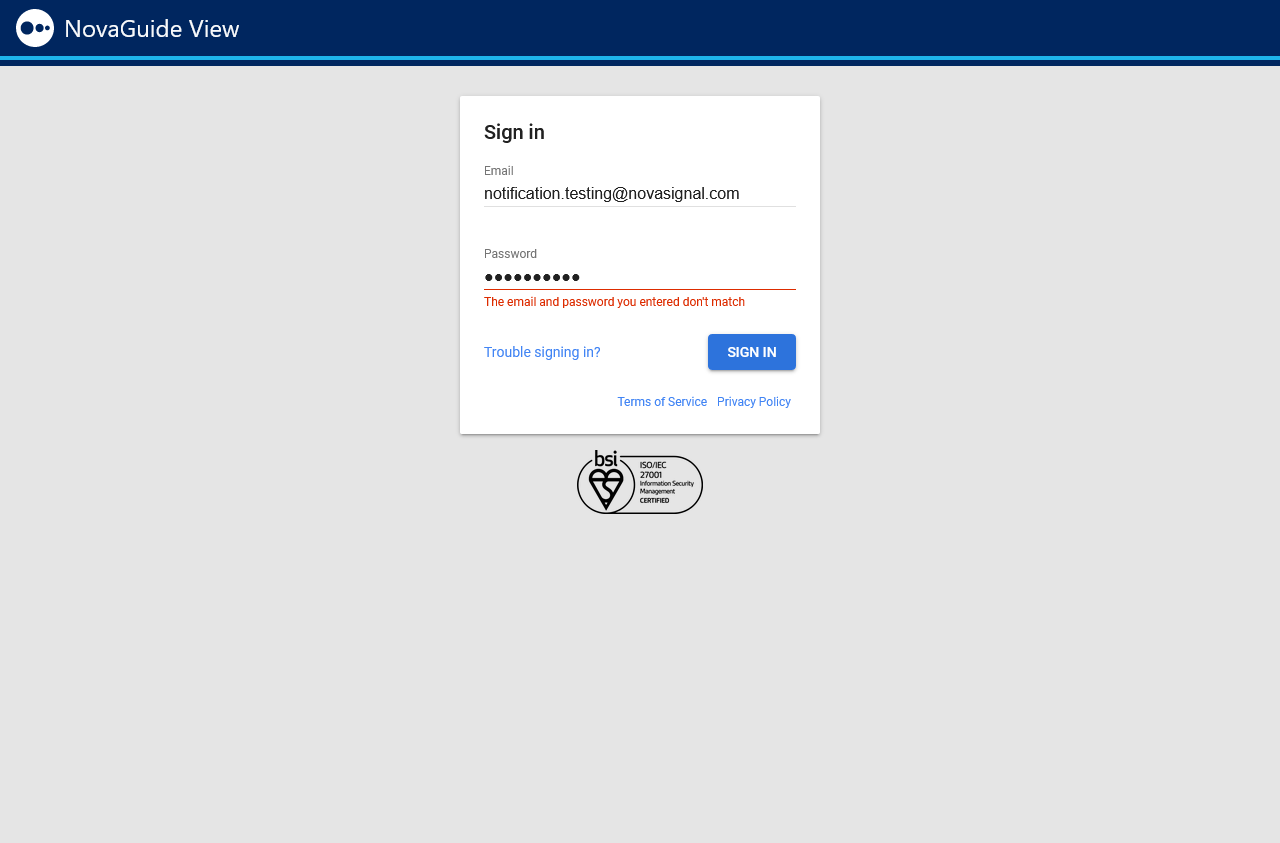 NovaGuide View
Sign in
Email
notification.testing@novasignal.com
Password
●●●●●●●●●●
The email and password you entered don't match
Trouble signing in?
SIGN IN
Terms of Service Privacy Policy
bsi
ISO/IEC
27001
Information Security
Management
CERTIFIED